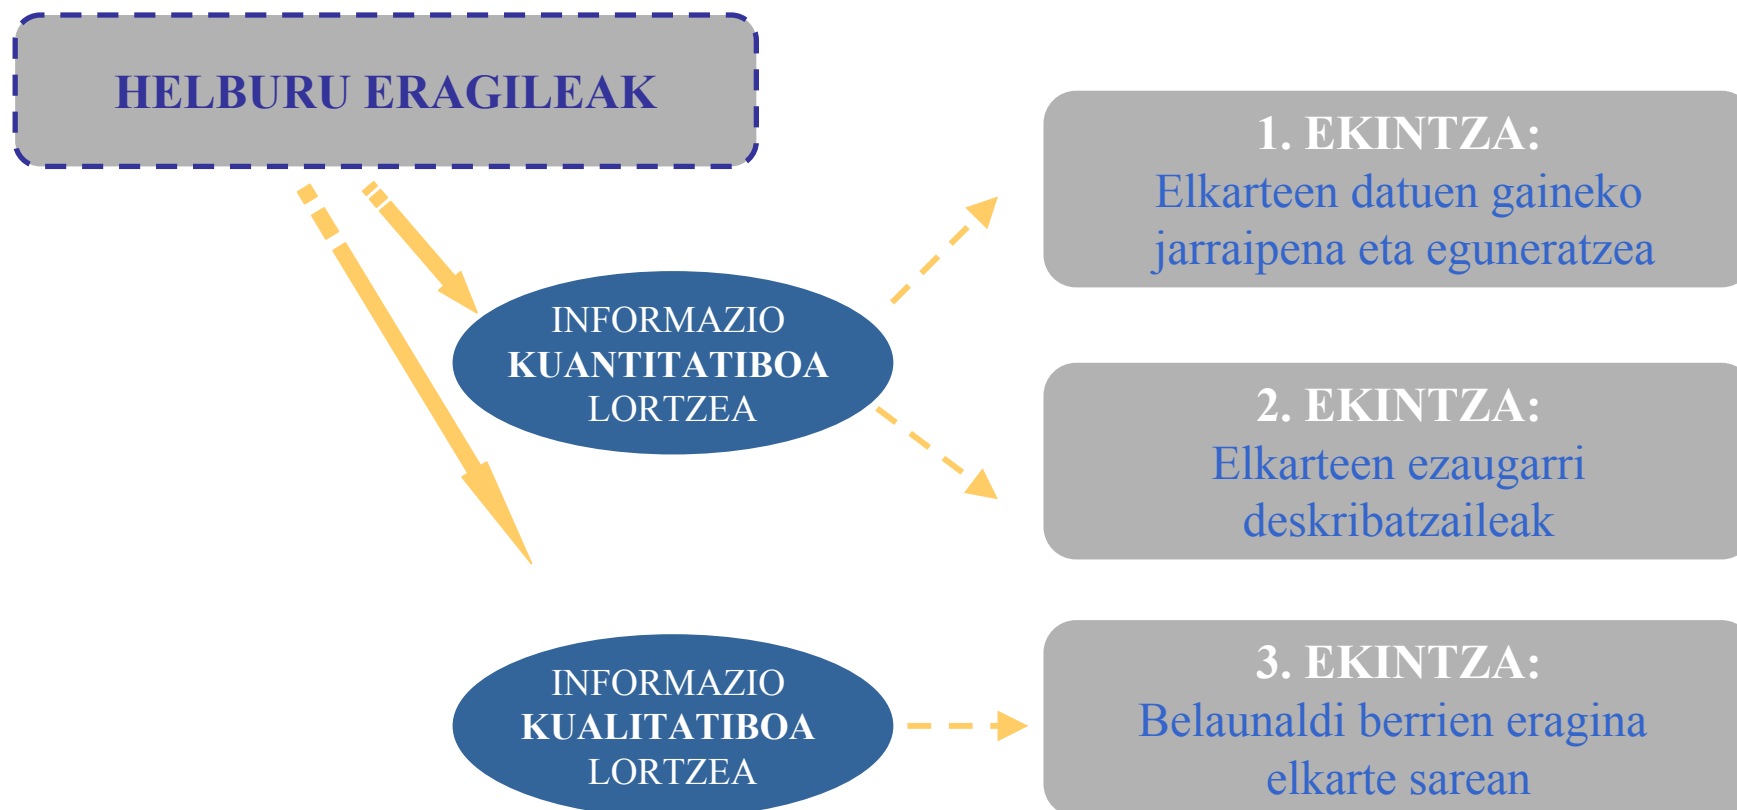 HELBURU ERAGILEAK
1. EKINTZA:
Elkarteen datuen gaineko
jarraipena eta eguneratzea
INFORMAZIO
KUANTITATIBOA
LORTZEA
2. EKINTZA:
Elkarteen ezaugarri
deskribatzaileak
INFORMAZIO
KUALITATIBOA
LORTZEA
3. EKINTZA:
Belaunaldi berrien eragina
elkarte sarean